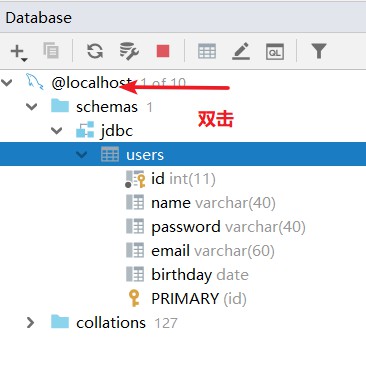 Database
QL
@localhost 1 of 10
schemas 1
双击
jdbc
users
id int(11)
name varchar(40)
password varchar(40)
email varchar(60)
birthday date
PRIMARY (id)
collations 127